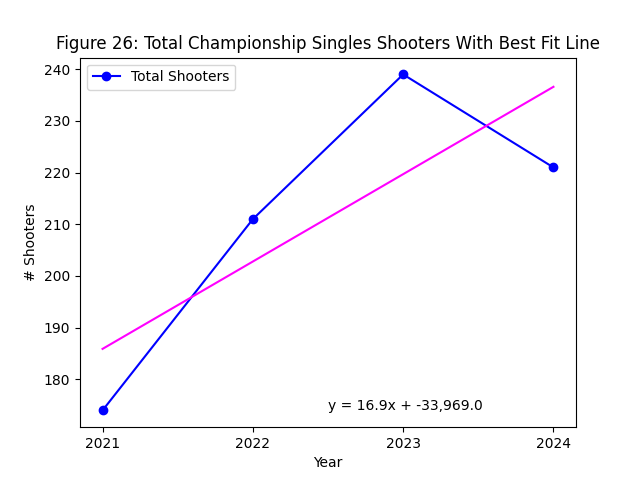 Figure 26: Total Championship Singles Shooters With Best Fit Line
Total Shooters
240
230
220
210
200
190
180
# Shooters
y = 16.9x + -33,969.0
2021 2022 2023 2024
Year